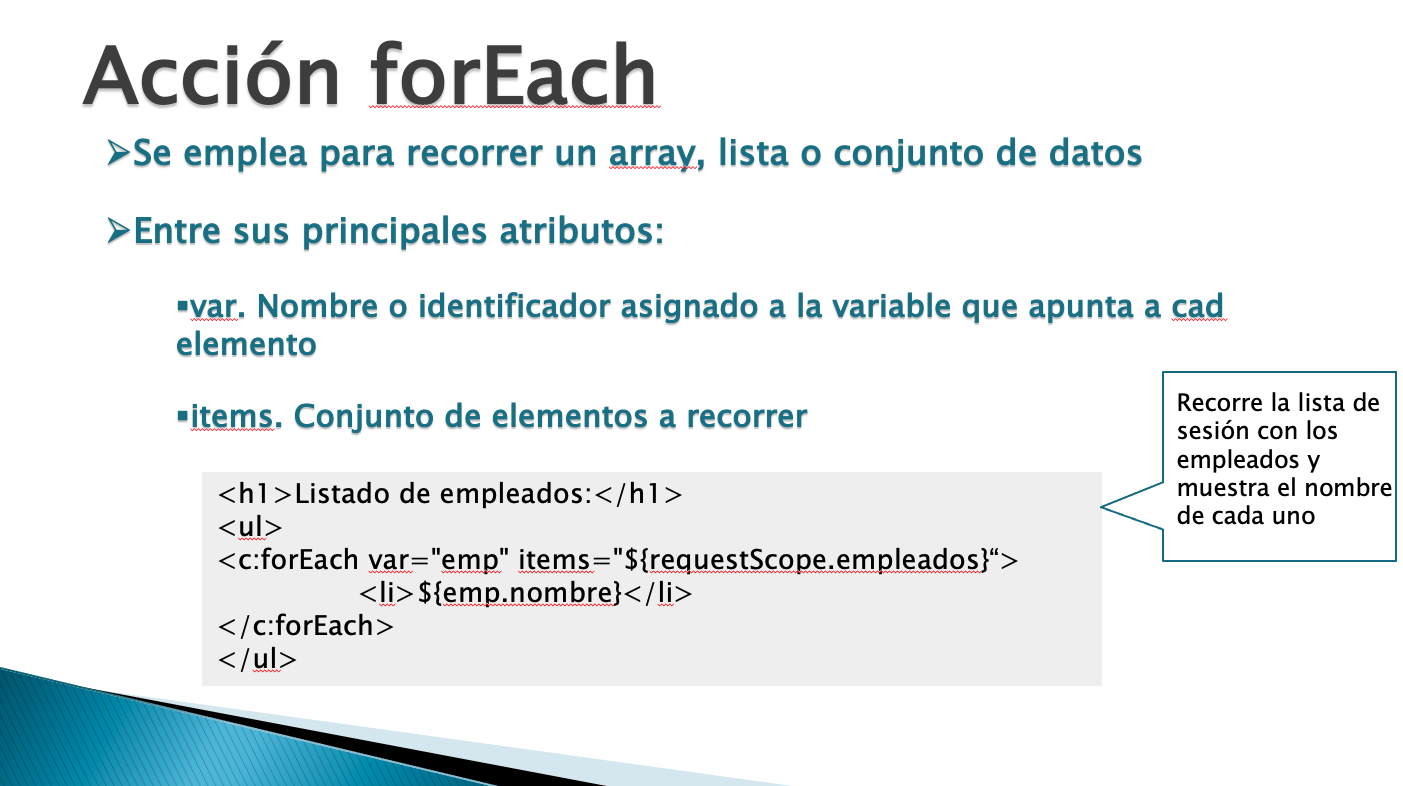 Acción forEach
➢Se emplea para recorrer un array, lista o conjunto de datos
➢Entre sus principales atributos:
▪var. Nombre o identificador asignado a la variable que apunta a cad
elemento
▪items. Conjunto de elementos a recorrer
Recorre la lista de
sesión con los
empleados y
muestra el nombre
de cada uno
<h1>Listado de empleados:</h1>
<ul>
<c:forEach var="emp" items="${requestScope.empleados}“>
<li>${emp.nombre}</li>
</c:forEach>
</ul>